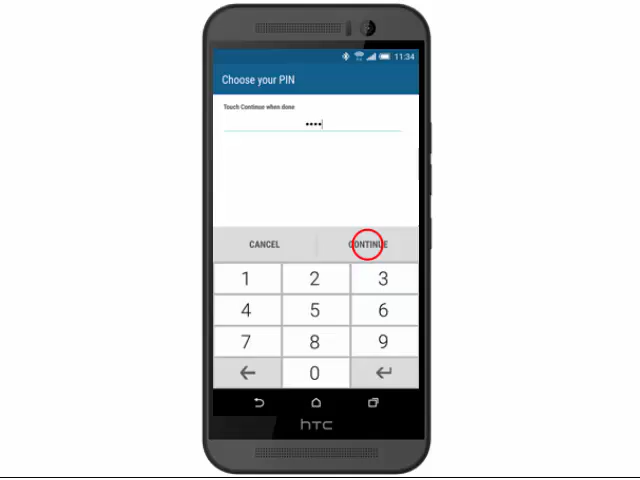 11:34
Choose your PIN
Touch Continue when done
••••
CANCEL CONTINUE
1 2 3
4 5 6
7 8 9
0
hTC